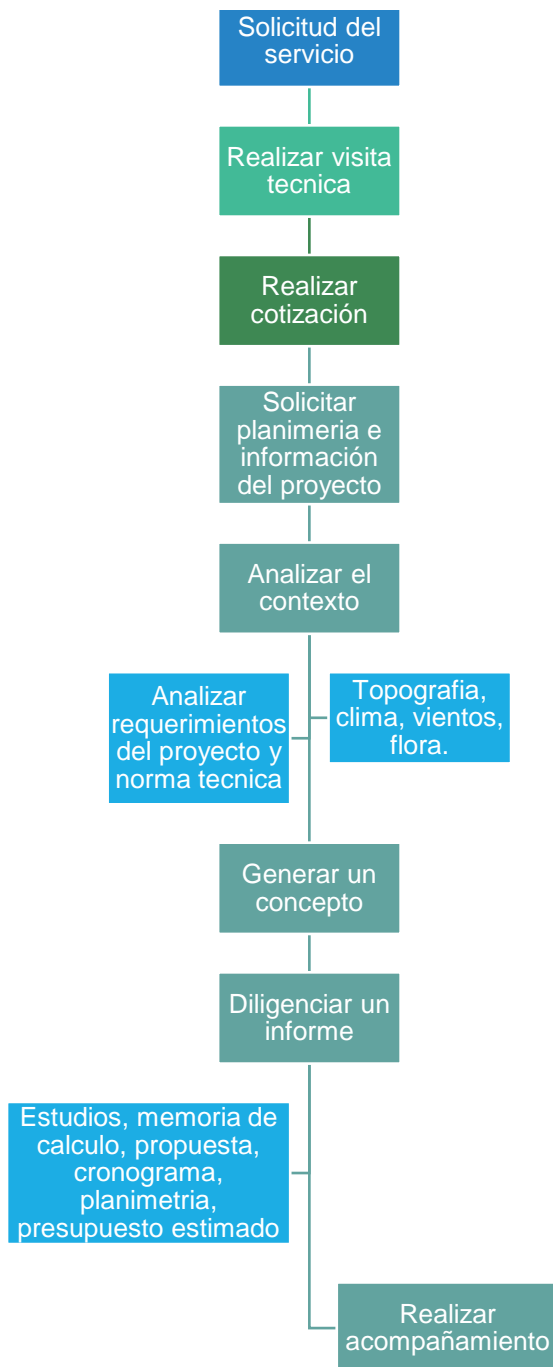 Solicitud del
servicio
Realizar visita
tecnica
Realizar
cotización
Solicitar
planimeria e
información
del proyecto
Analizar el
contexto
Analizar
requerimientos
del proyecto y
norma tecnica
Topografia,
clima, vientos,
flora.
Generar un
concepto
Diligenciar un
informe
Estudios, memoria de
calculo, propuesta,
cronograma,
planimetria,
presupuesto estimado
Realizar
acompañamiento